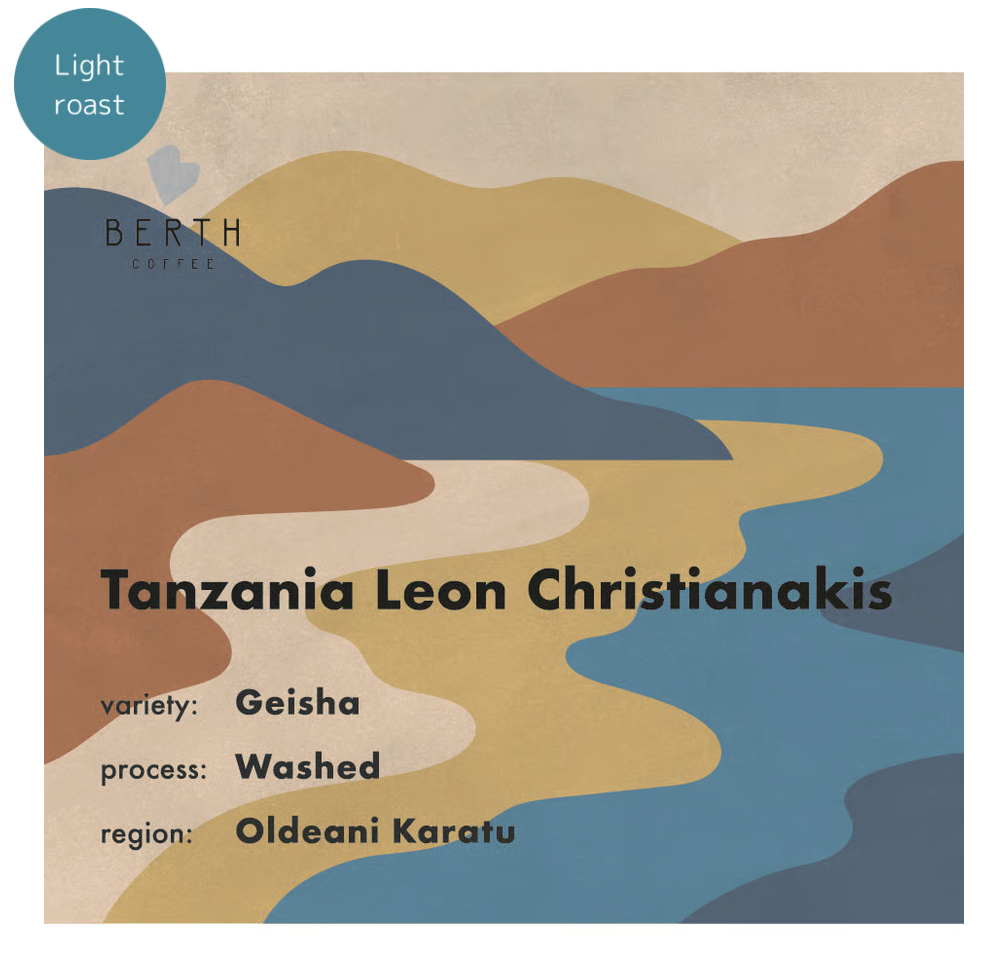 Light
roast
BERTH
COFFEE
Tanzania Leon Christianakis
variety: Geisha
process: Washed
region: Oldeani Karatu